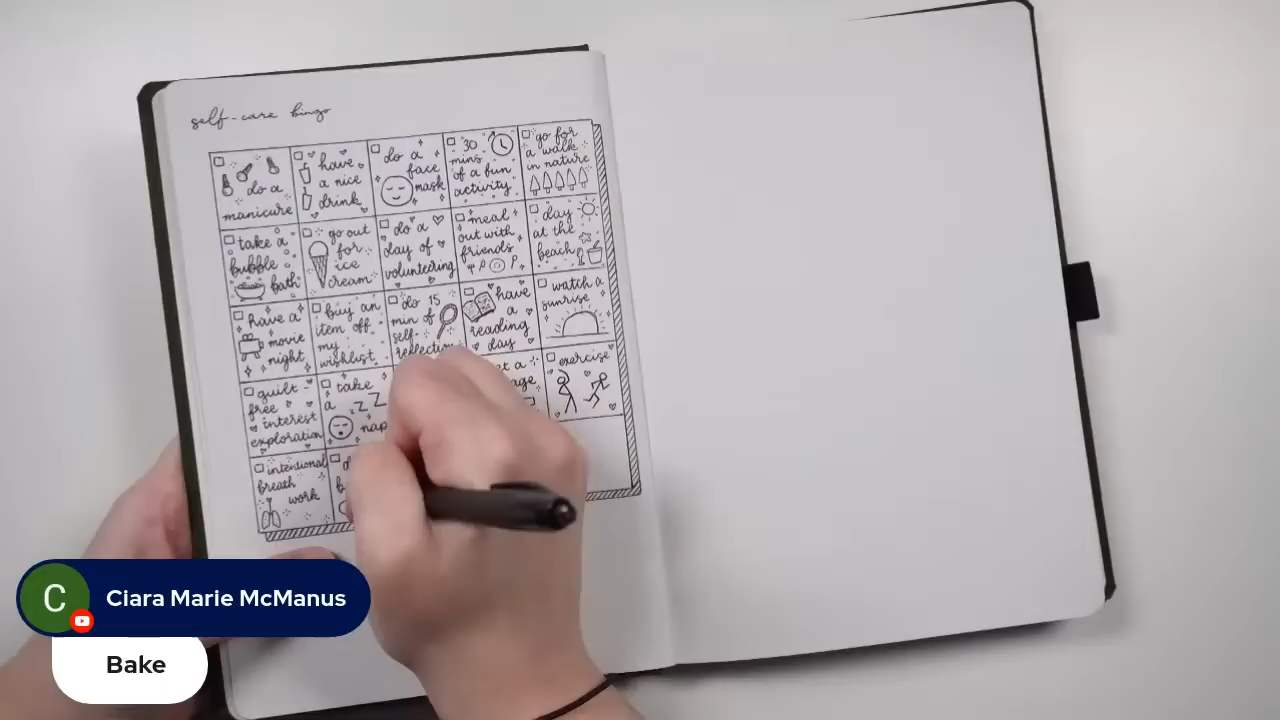 self-care bingo
do a
manicure
have
a nice
drink
do a
face
mask
30
mins
of a fun
activity
go for
a walk
in nature
take a
bubble
bath
go out
for
ice
cream
do a
day of
volunteering
meal
out with
friends
day
at the
beach
have a
movie
night
buy an
item off
my
wishlist
do 15
min of
self
reflection
have
a
reading
day
watch a
sunrise
guilt-
free
interest
exploration
take
a
z z z
nap
exercise
intentional
breath
work
C
Ciara Marie McManus
Bake